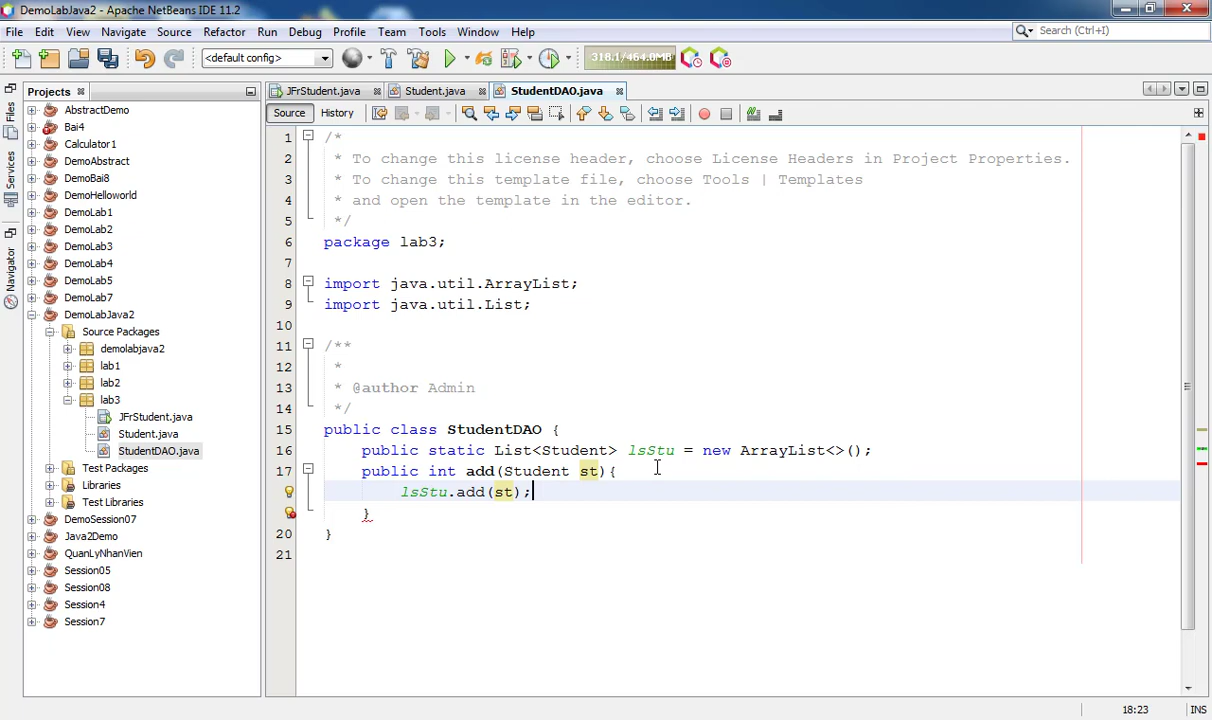 DemoLabJava2 - Apache NetBeans IDE 11.2
File Edit View Navigate Source Refactor Run Debug Profile Team Tools Window Help
Search (Ctrl+I)
<default config>
318.1/464.0MB
Projects
JFrStudent.java
Student.java
StudentDAO.java
Source
History
Files
Services
Navigator
AbstractDemo
Bai4
Calculator1
DemoAbstract
DemoBai8
DemoHelloworld
DemoLab1
DemoLab2
DemoLab3
DemoLab4
DemoLab5
DemoLab7
DemoLabJava2
Source Packages
demolabjava2
lab1
lab2
lab3
JFrStudent.java
Student.java
StudentDAO.java
Test Packages
Libraries
Test Libraries
DemoSession07
Java2Demo
QuanLyNhanVien
Session05
Session08
Session4
Session7
1 /*
2 * To change this license header, choose License Headers in Project Properties.
3 * To change this template file, choose Tools | Templates
4 * and open the template in the editor.
5 */
6 package lab3;
7
8 import java.util.ArrayList;
9 import java.util.List;
10
11 /**
12 *
13 * @author Admin
14 */
15 public class StudentDAO {
16 public static List<Student> lsStu = new ArrayList<>();
17 public int add(Student st){
lsStu.add(st);
}
20 }
21
18:23
INS